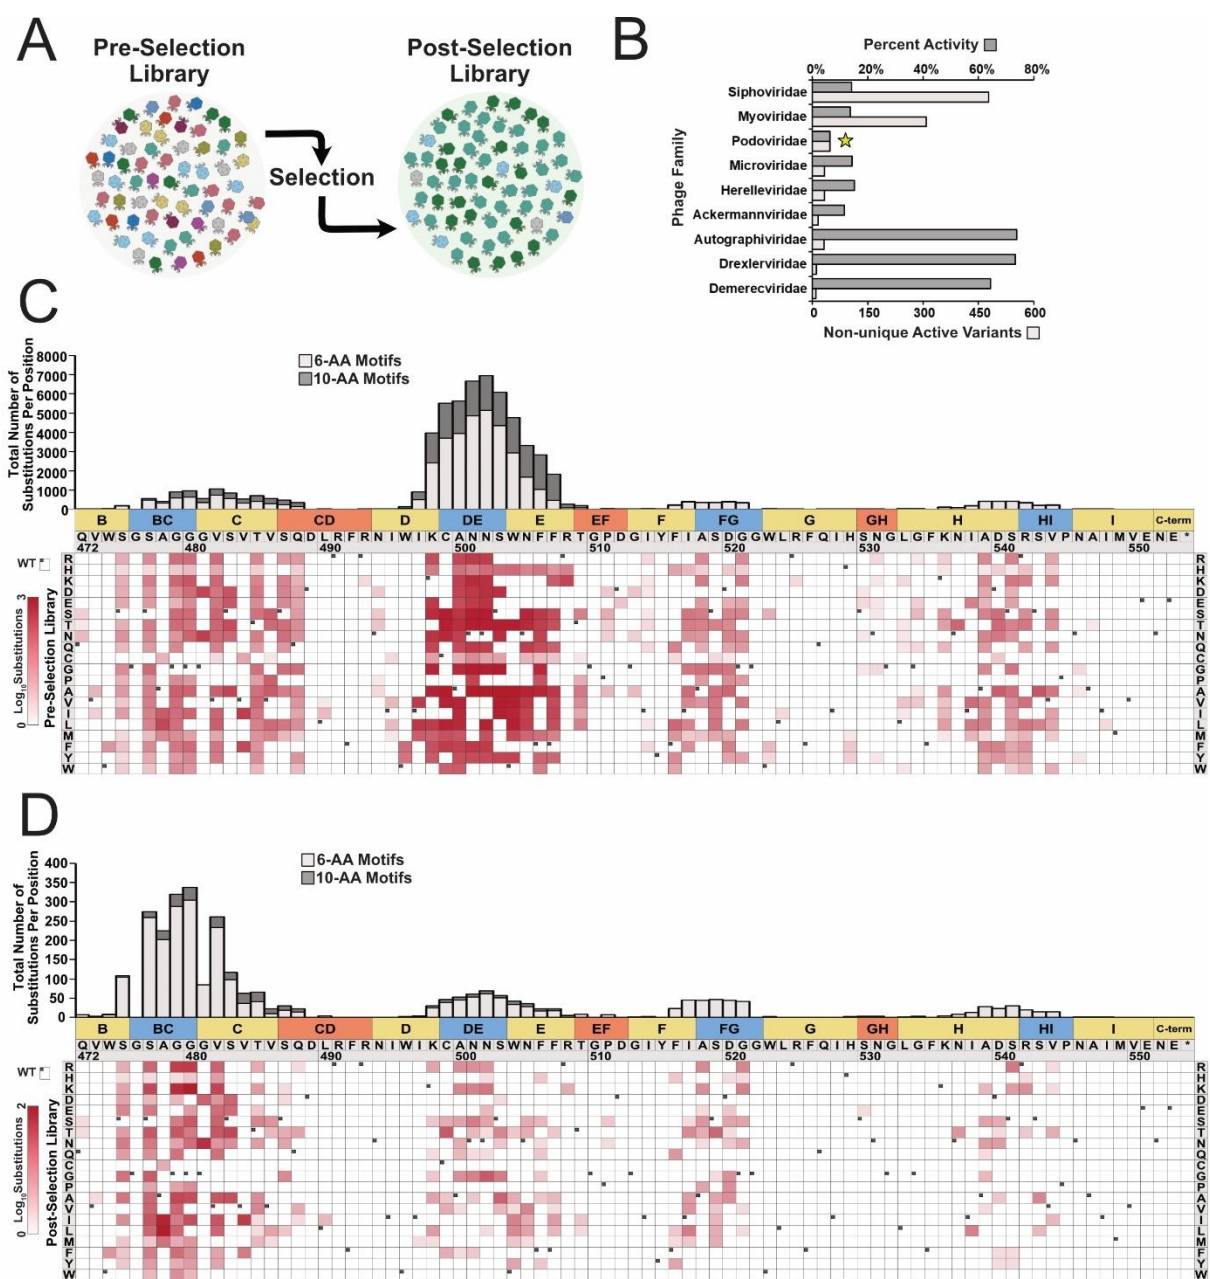 A
Pre-Selection
Library
Post-Selection
Library
Selection
B
Percent Activity
0% 20% 40% 60% 80%
Phage Family
Siphoviridae
Myoviridae
Podoviridae
Microviridae
Herelleviridae
Ackermannviridae
Autographiviridae
Drexlerviridae
Demerecviridae
0 150 300 450 600
Non-unique Active Variants
C
Total Number of
Substitutions Per Position
8000
7000
6000
5000
4000
3000
2000
1000
0
6-AA Motifs
10-AA Motifs
B BC C CD D DE E EF F FG G GH H HI I C-term
Q V W S G S A G G G V S V T V S Q D L R F R N I W I K C A N N S W N F F R T G P D G I Y F I A S D G G W L R F Q I H S N G L G F K N I A D S R S V P N A I M V E N E *
472 480 490 500 510 520 530 540 550
WT
0 Log10Substitutions 3
Pre-Selection Library
R R
H H
K K
D D
E E
S S
T T
N N
Q Q
C C
G G
P P
A A
V V
I I
L L
M M
F F
Y Y
W W
D
Total Number of
Substitutions Per Position
400
350
300
250
200
150
100
50
0
6-AA Motifs
10-AA Motifs
B BC C CD D DE E EF F FG G GH H HI I C-term
Q V W S G S A G G G V S V T V S Q D L R F R N I W I K C A N N S W N F F R T G P D G I Y F I A S D G G W L R F Q I H S N G L G F K N I A D S R S V P N A I M V E N E *
472 480 490 500 510 520 530 540 550
WT
0 Log10Substitutions 2
Post-Selection Library
R R
H H
K K
D D
E E
S S
T T
N N
Q Q
C C
G G
P P
A A
V V
I I
L L
M M
F F
Y Y
W W